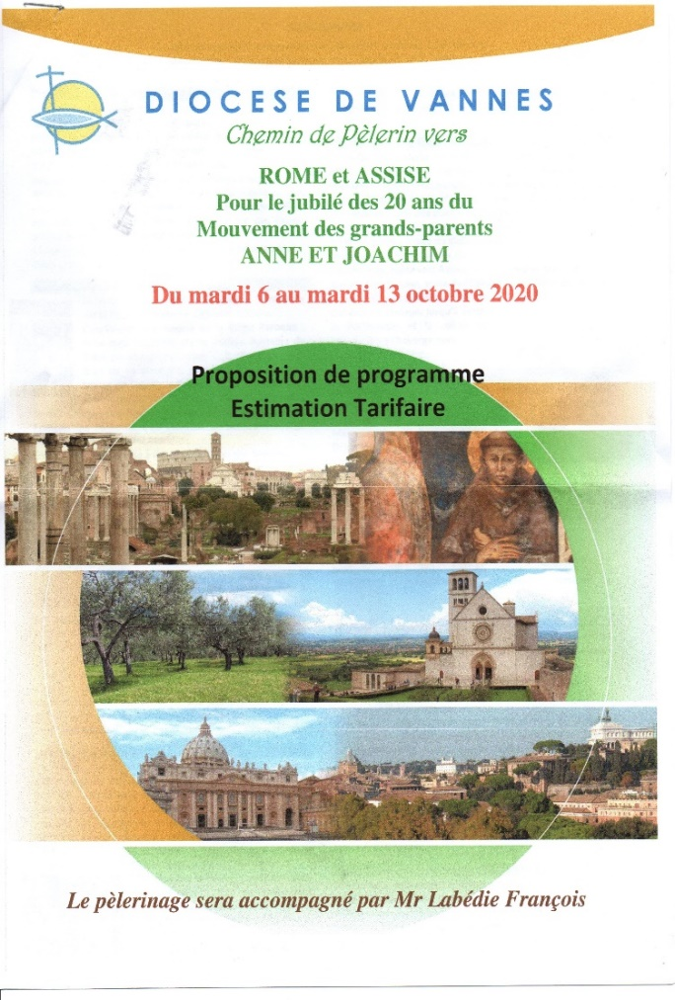 DIOCESE DE VANNES
Chemin de Pèlerin vers
ROME et ASSISE
Pour le jubilé des 20 ans du
Mouvement des grands-parents
ANNE ET JOACHIM
Du mardi 6 au mardi 13 octobre 2020
Proposition de programme
Estimation Tarifaire
Le pèlerinage sera accompagné par Mr Labédie François